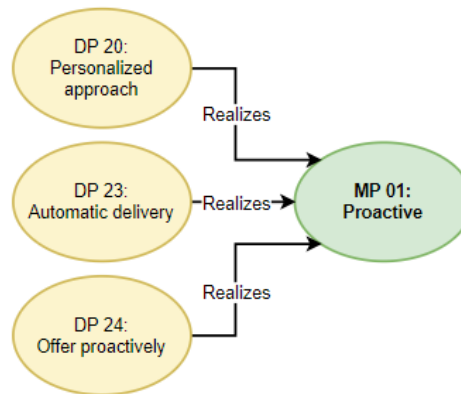 DP 20:
Personalized
approach
Realizes
DP 23:
Automatic delivery
Realizes
MP 01:
Proactive
DP 24:
Offer proactively
Realizes